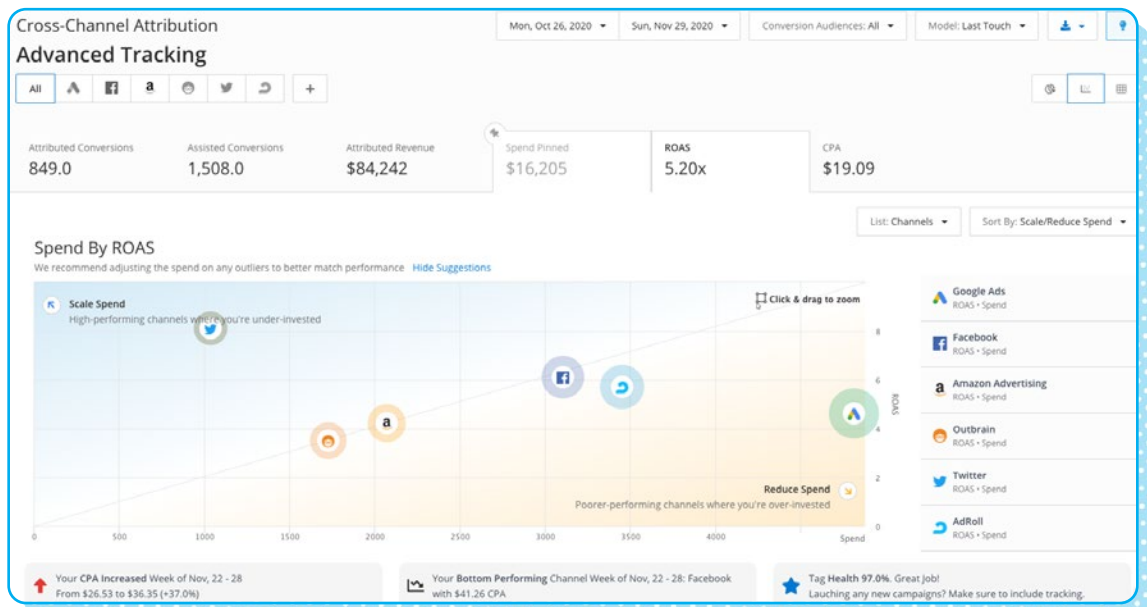 Cross-Channel Attribution
Mon, Oct 26, 2020
Sun, Nov 29, 2020
Conversion Audiences: All
Model: Last Touch
Advanced Tracking
All
+
Attributed Conversions
849.0
Assisted Conversions
1,508.0
Attributed Revenue
$84,242
Spend Pinned
$16,205
ROAS
5.20x
CPA
$19.09
List: Channels
Sort By: Scale/Reduce Spend
Spend By ROAS
We recommend adjusting the spend on any outliers to better match performance Hide Suggestions
Scale Spend
High-performing channels where you're under-invested
Click & drag to zoom
8
6
4
2
0
ROAS
Reduce Spend
Poorer-performing channels where you're over-invested
0 500 1000 1500 2000 2500 3000 3500 4000 Spend
Google Ads
ROAS • Spend
Facebook
ROAS • Spend
Amazon Advertising
ROAS • Spend
Outbrain
ROAS • Spend
Twitter
ROAS • Spend
AdRoll
ROAS • Spend
Your CPA Increased Week of Nov, 22 - 28
From $26.53 to $36.35 (+37.0%)
Your Bottom Performing Channel Week of Nov, 22 - 28: Facebook
with $41.26 CPA
Tag Health 97.0%. Great Job!
Lauching any new campaigns? Make sure to include tracking.